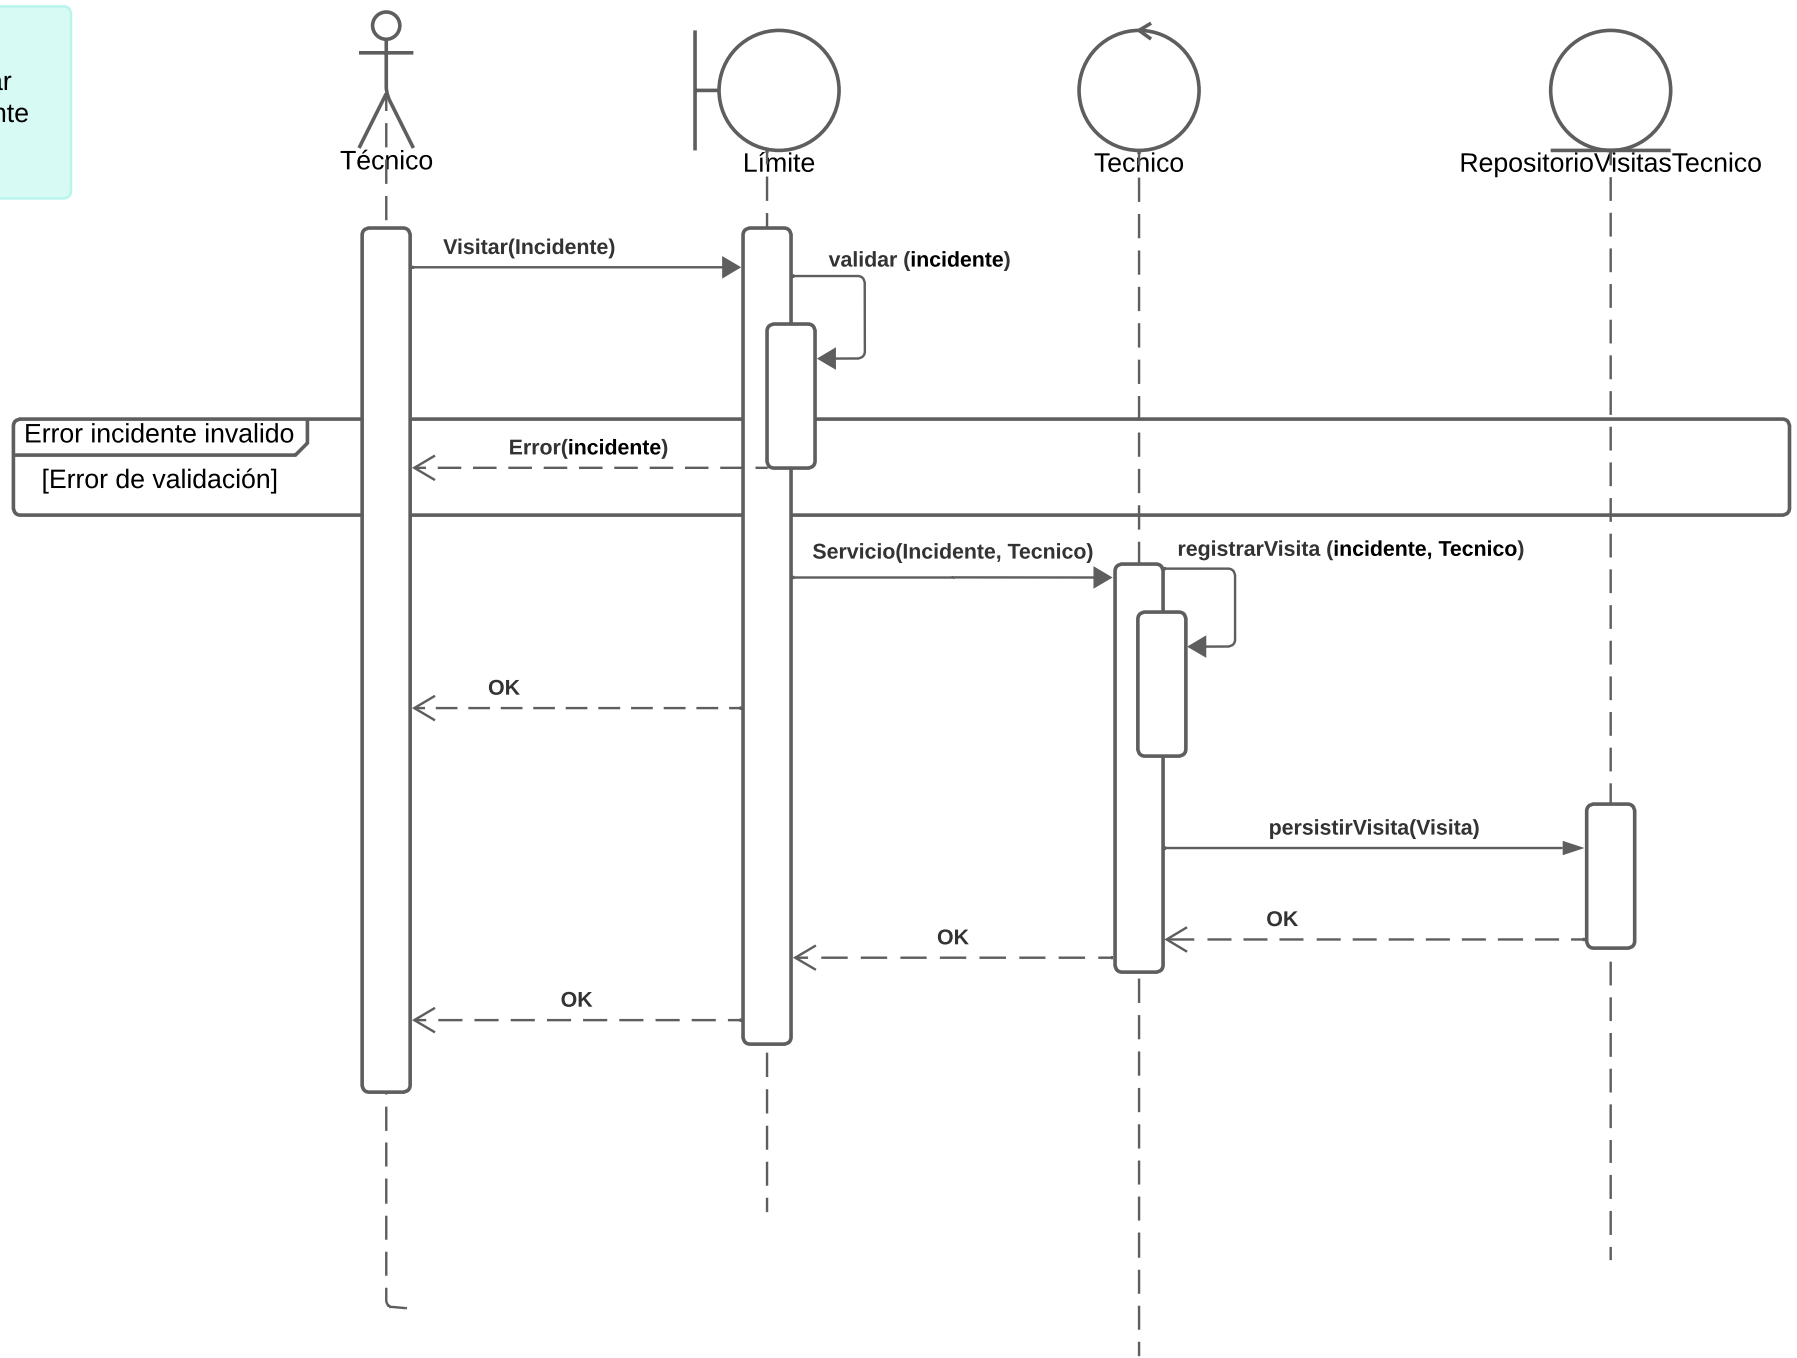 Técnico
Límite
Tecnico
RepositorioVisitasTecnico
Visitar(Incidente)
validar (incidente)
Error incidente invalido
Error(incidente)
[Error de validación]
Servicio(Incidente, Tecnico)
registrarVisita (incidente, Tecnico)
OK
persistirVisita(Visita)
OK
OK
OK